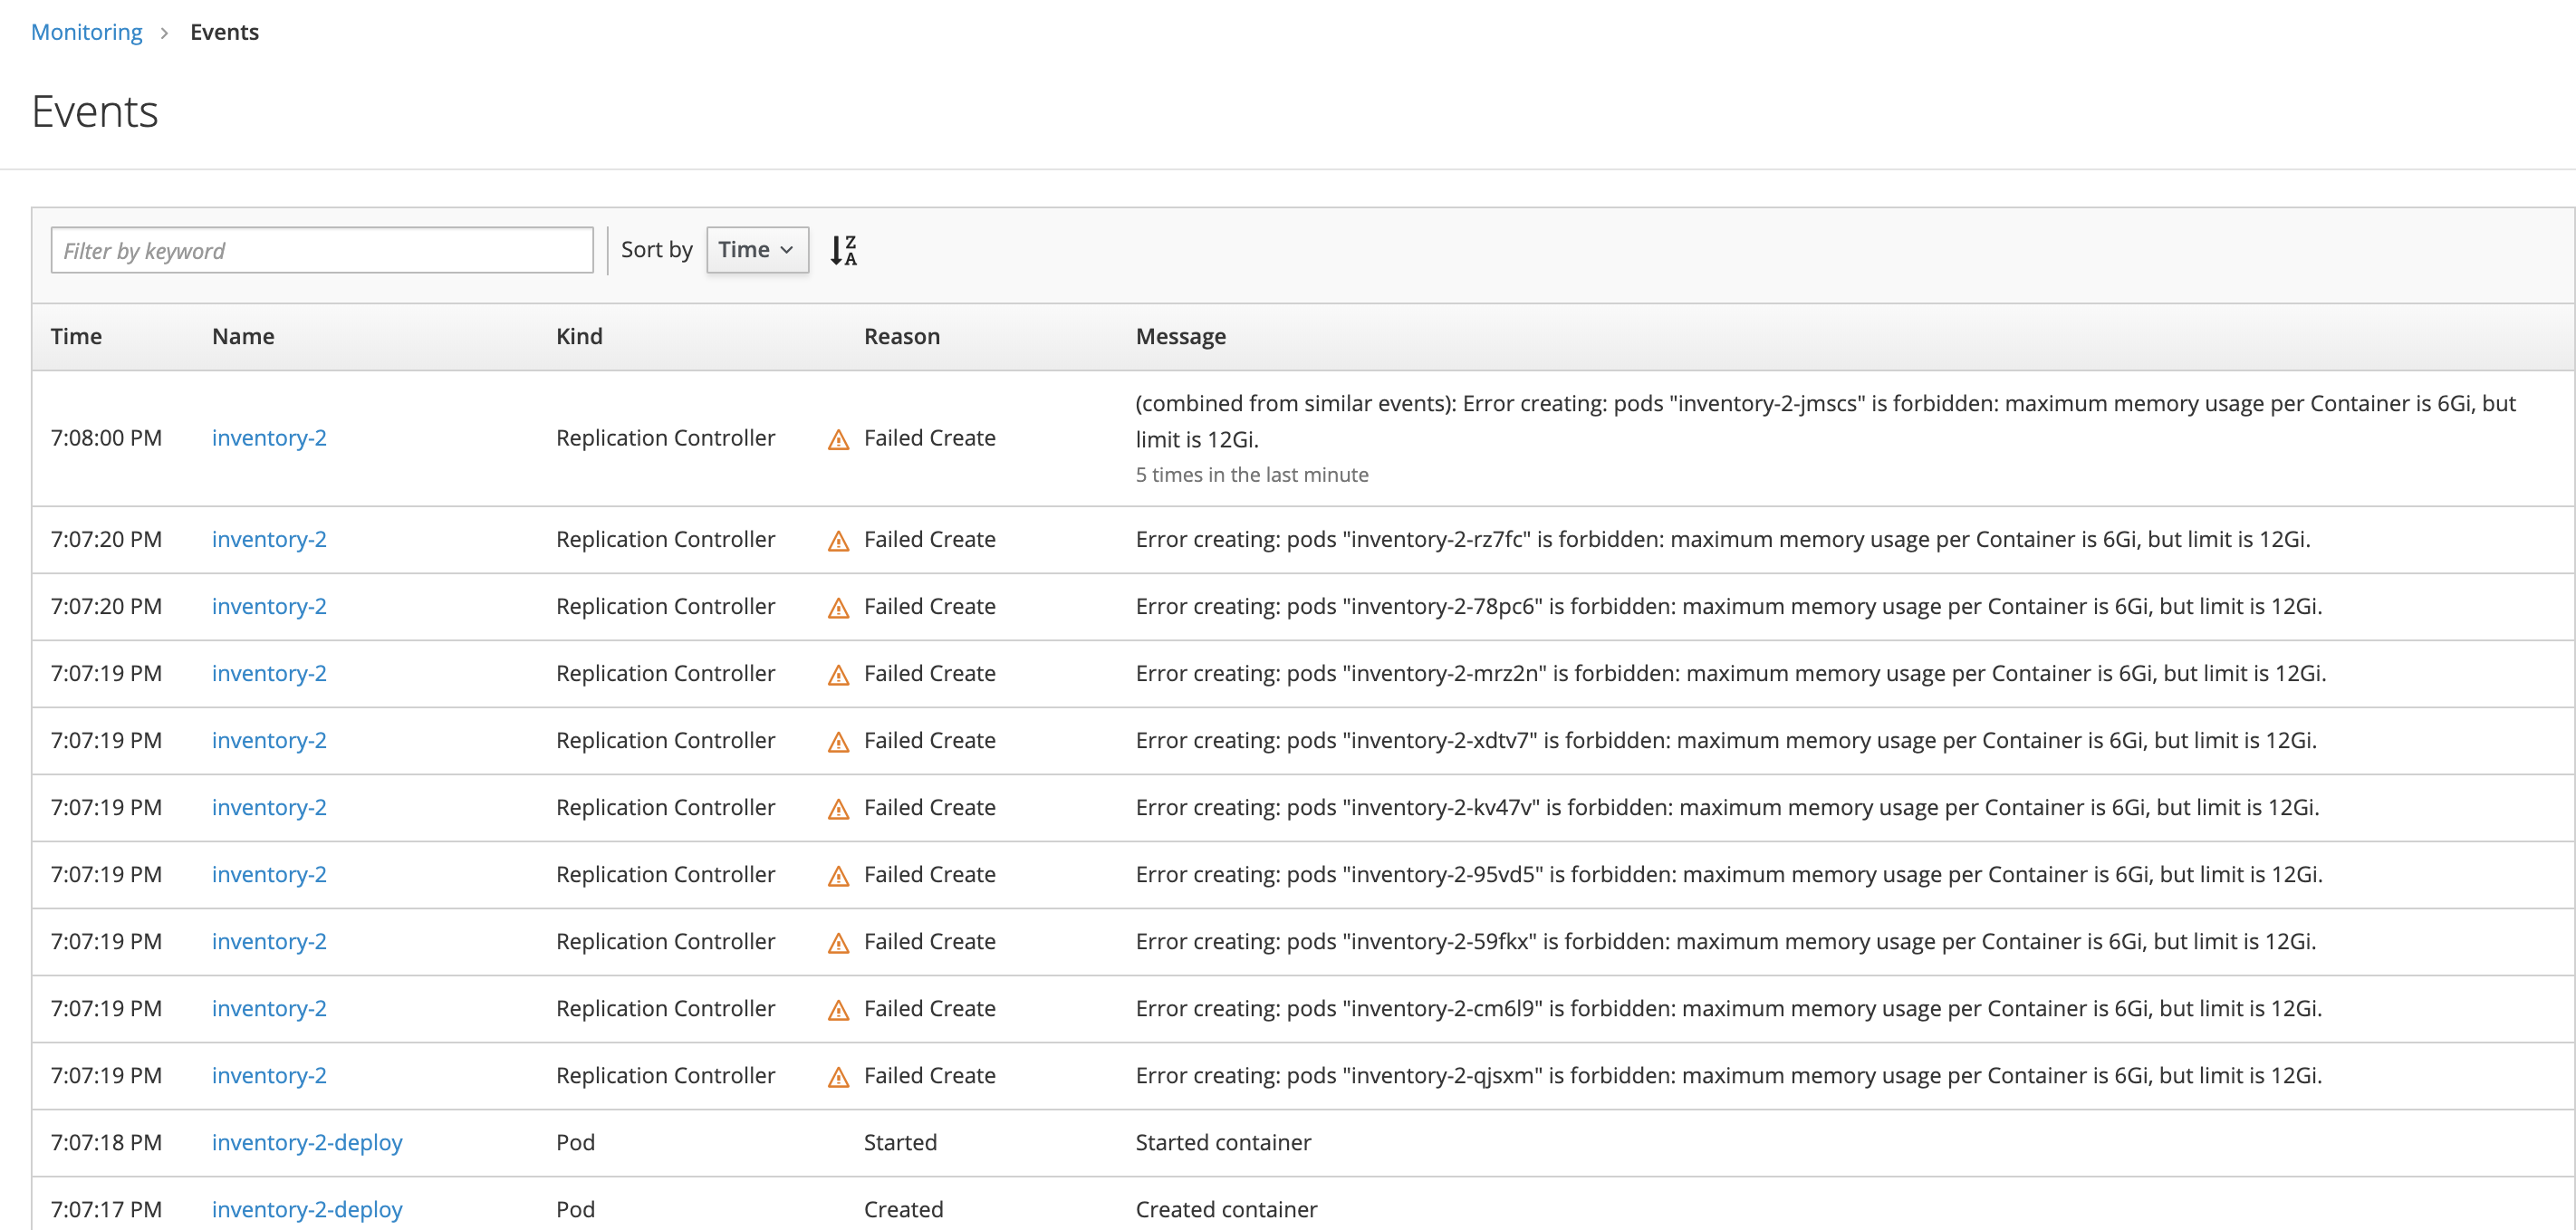 Monitoring > Events
Events
Filter by keyword Sort by Time
Time Name Kind Reason Message
7:08:00 PM inventory-2 Replication Controller Failed Create (combined from similar events): Error creating: pods "inventory-2-jmscs" is forbidden: maximum memory usage per Container is 6Gi, but
limit is 12Gi.
5 times in the last minute
7:07:20 PM inventory-2 Replication Controller Failed Create Error creating: pods "inventory-2-rz7fc" is forbidden: maximum memory usage per Container is 6Gi, but limit is 12Gi.
7:07:20 PM inventory-2 Replication Controller Failed Create Error creating: pods "inventory-2-78pc6" is forbidden: maximum memory usage per Container is 6Gi, but limit is 12Gi.
7:07:19 PM inventory-2 Replication Controller Failed Create Error creating: pods "inventory-2-mrz2n" is forbidden: maximum memory usage per Container is 6Gi, but limit is 12Gi.
7:07:19 PM inventory-2 Replication Controller Failed Create Error creating: pods "inventory-2-xdtv7" is forbidden: maximum memory usage per Container is 6Gi, but limit is 12Gi.
7:07:19 PM inventory-2 Replication Controller Failed Create Error creating: pods "inventory-2-kv47v" is forbidden: maximum memory usage per Container is 6Gi, but limit is 12Gi.
7:07:19 PM inventory-2 Replication Controller Failed Create Error creating: pods "inventory-2-95vd5" is forbidden: maximum memory usage per Container is 6Gi, but limit is 12Gi.
7:07:19 PM inventory-2 Replication Controller Failed Create Error creating: pods "inventory-2-59fkx" is forbidden: maximum memory usage per Container is 6Gi, but limit is 12Gi.
7:07:19 PM inventory-2 Replication Controller Failed Create Error creating: pods "inventory-2-cm6l9" is forbidden: maximum memory usage per Container is 6Gi, but limit is 12Gi.
7:07:19 PM inventory-2 Replication Controller Failed Create Error creating: pods "inventory-2-qjsxm" is forbidden: maximum memory usage per Container is 6Gi, but limit is 12Gi.
7:07:18 PM inventory-2-deploy Pod Started Started container
7:07:17 PM inventory-2-deploy Pod Created Created container